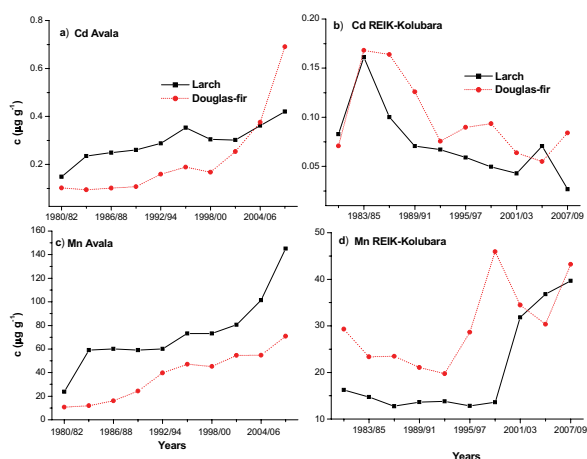 a) Cd Avala
Larch
Douglas-fir
0.8
0.6
0.4
0.2
c (µg g⁻¹)
1980/82 1986/88 1992/94 1998/00 2004/06
b) Cd REIK-Kolubara
Larch
Douglas-fir
0.20
0.15
0.10
0.05
1983/85 1989/91 1995/97 2001/03 2007/09
c) Mn Avala
160
140
120
100
80
60
40
20
0
c (µg g⁻¹)
1980/82 1986/88 1992/94 1998/00 2004/06
Years
d) Mn REIK-Kolubara
50
40
30
20
10
1983/85 1989/91 1995/97 2001/03 2007/09
Years